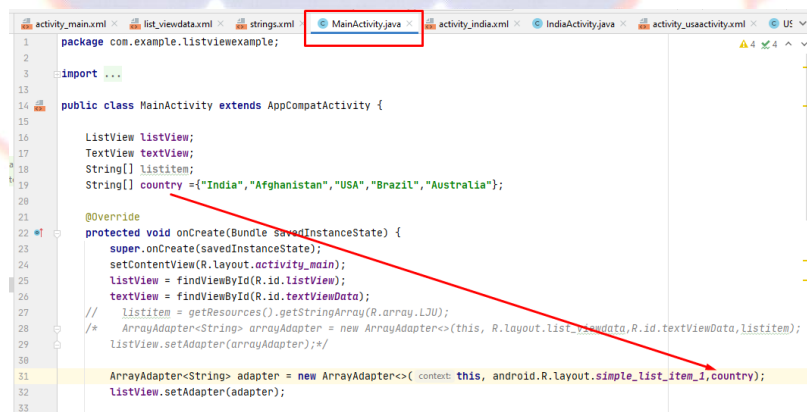 activity_main.xml × list_viewdata.xml × strings.xml × MainActivity.java × activity_india.xml × IndiaActivity.java × activity_usaactivity.xml ×
1 package com.example.listviewexample;
4 4
2
3 import ...
13
14 public class MainActivity extends AppCompatActivity {
15
16 ListView listView;
17 TextView textView;
18 String[] listitem;
19 String[] country ={"India","Afghanistan","USA","Brazil","Australia"};
20
21 @Override
22 protected void onCreate(Bundle savedInstanceState) {
23 super.onCreate(savedInstanceState);
24 setContentView(R.layout.activity_main);
25 listView = findViewById(R.id.listView);
26 textView = findViewById(R.id.textViewData);
27 // listitem = getResources().getStringArray(R.array.LJU);
28 /* ArrayAdapter<String> arrayAdapter = new ArrayAdapter<>(this, R.layout.list_viewdata,R.id.textViewData,listitem);
29 listView.setAdapter(arrayAdapter);*/
30
31 ArrayAdapter<String> adapter = new ArrayAdapter<>( context: this, android.R.layout.simple_list_item_1,country);
32 listView.setAdapter(adapter);
33